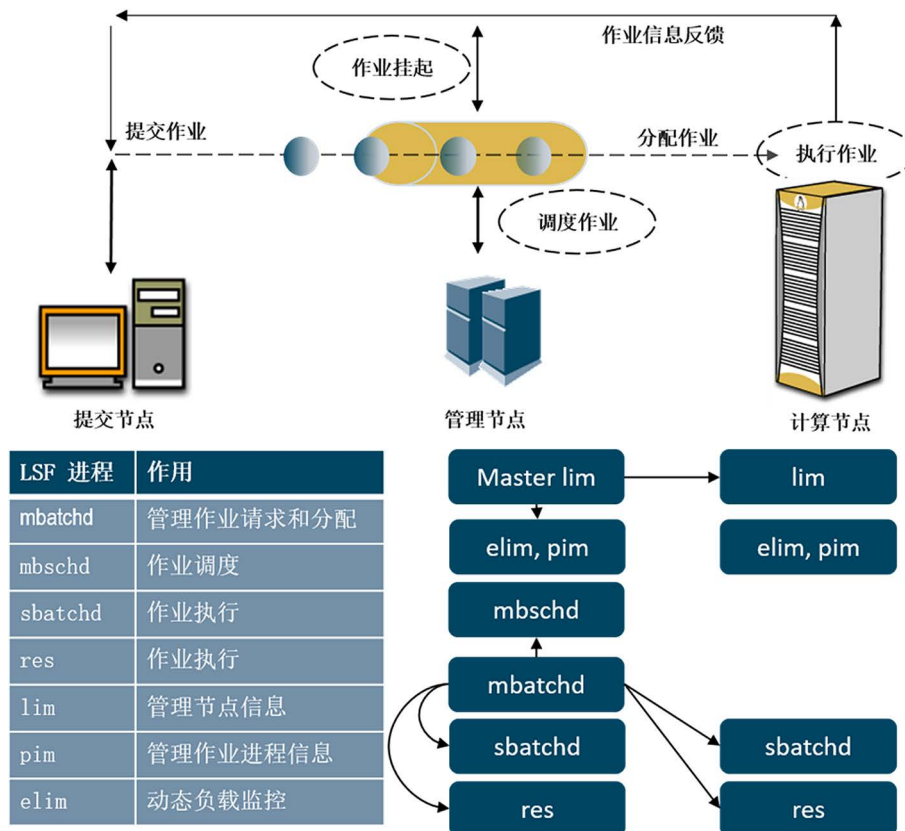 作业信息反馈
作业挂起
提交作业
分配作业
执行作业
调度作业
提交节点
管理节点
计算节点
LSF 进程 作用
mbatchd 管理作业请求和分配
mbschd 作业调度
sbatchd 作业执行
res 作业执行
lim 管理节点信息
pim 管理作业进程信息
elim 动态负载监控
Master lim
lim
elim, pim
elim, pim
mbschd
mbatchd
sbatchd
sbatchd
res
res